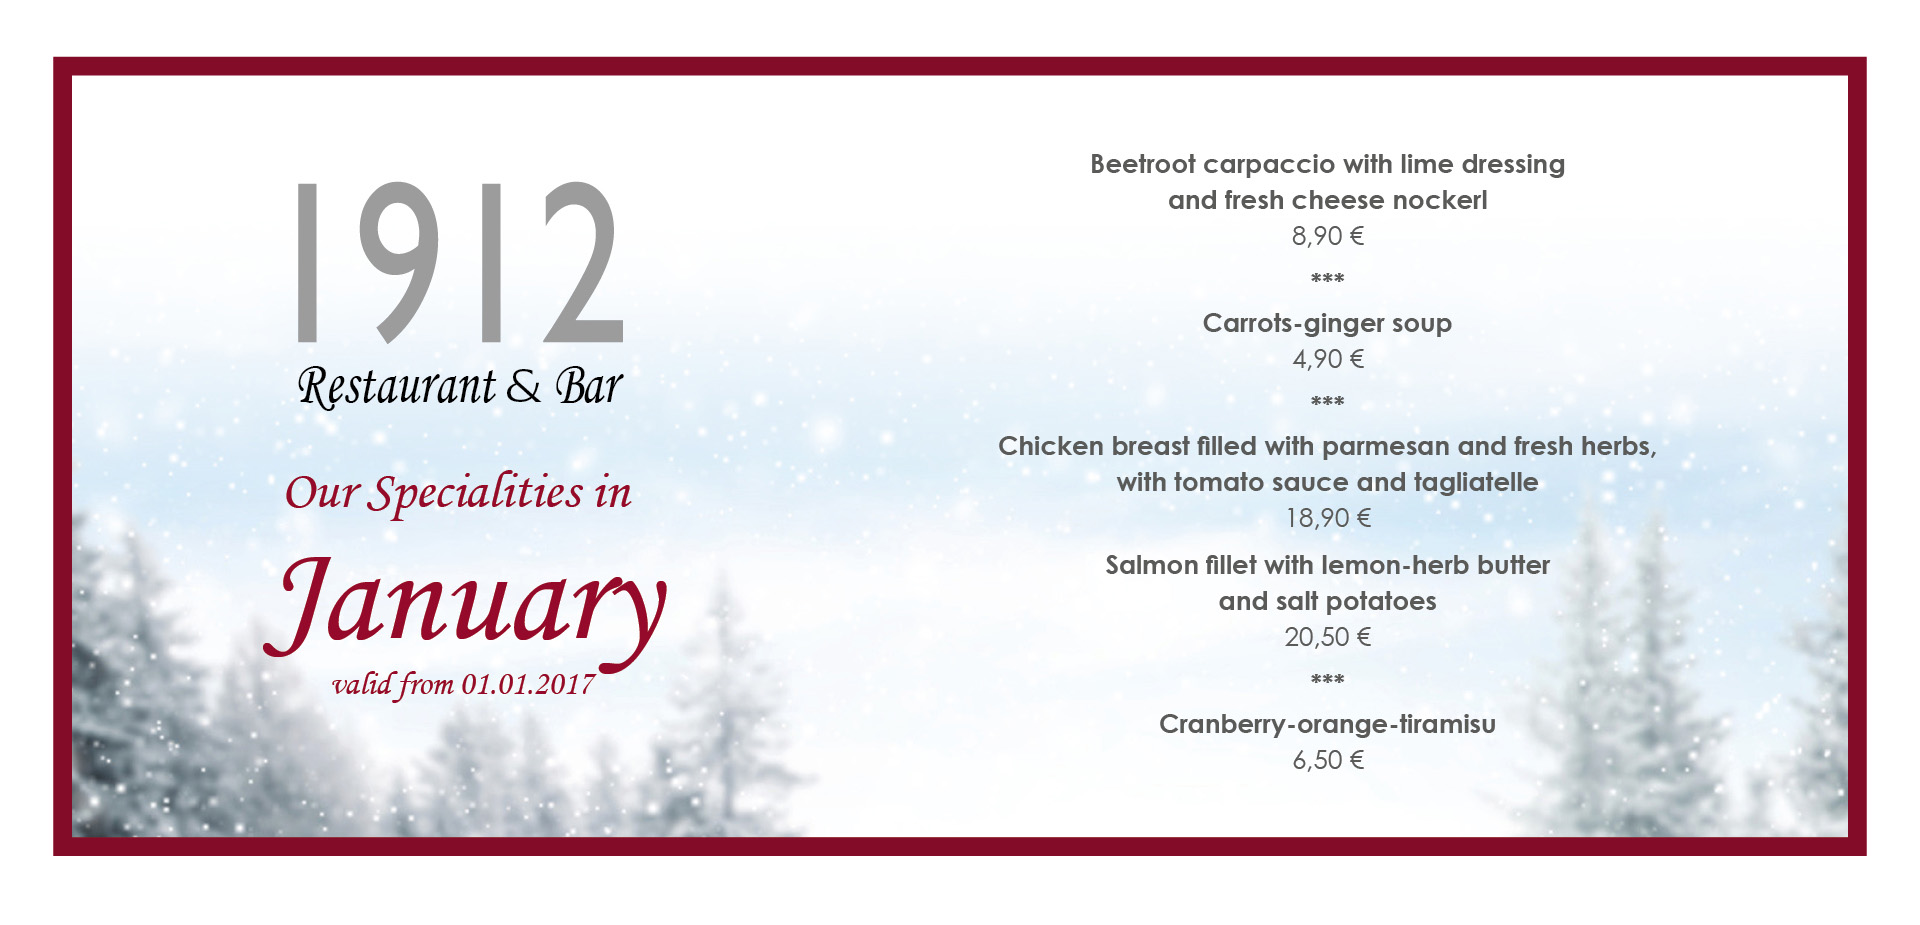 1912
Restaurant & Bar
Our Specialities in
January
valid from 01.01.2017
Beetroot carpaccio with lime dressing
and fresh cheese nockerl
8,90 €
***
Carrots-ginger soup
4,90 €
***
Chicken breast filled with parmesan and fresh herbs,
with tomato sauce and tagliatelle
18,90 €
Salmon fillet with lemon-herb butter
and salt potatoes
20,50 €
***
Cranberry-orange-tiramisu
6,50 €